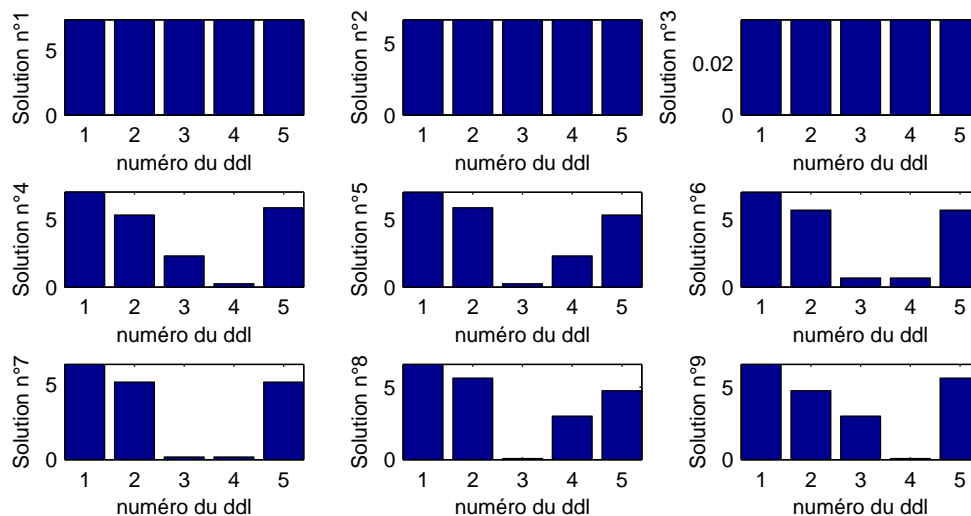 Solution n°1
5
0
1 2 3 4 5
numéro du ddl
Solution n°2
5
0
1 2 3 4 5
numéro du ddl
Solution n°3
0.02
0
1 2 3 4 5
numéro du ddl
Solution n°4
5
0
1 2 3 4 5
numéro du ddl
Solution n°5
5
0
1 2 3 4 5
numéro du ddl
Solution n°6
5
0
1 2 3 4 5
numéro du ddl
Solution n°7
5
0
1 2 3 4 5
numéro du ddl
Solution n°8
5
0
1 2 3 4 5
numéro du ddl
Solution n°9
5
0
1 2 3 4 5
numéro du ddl